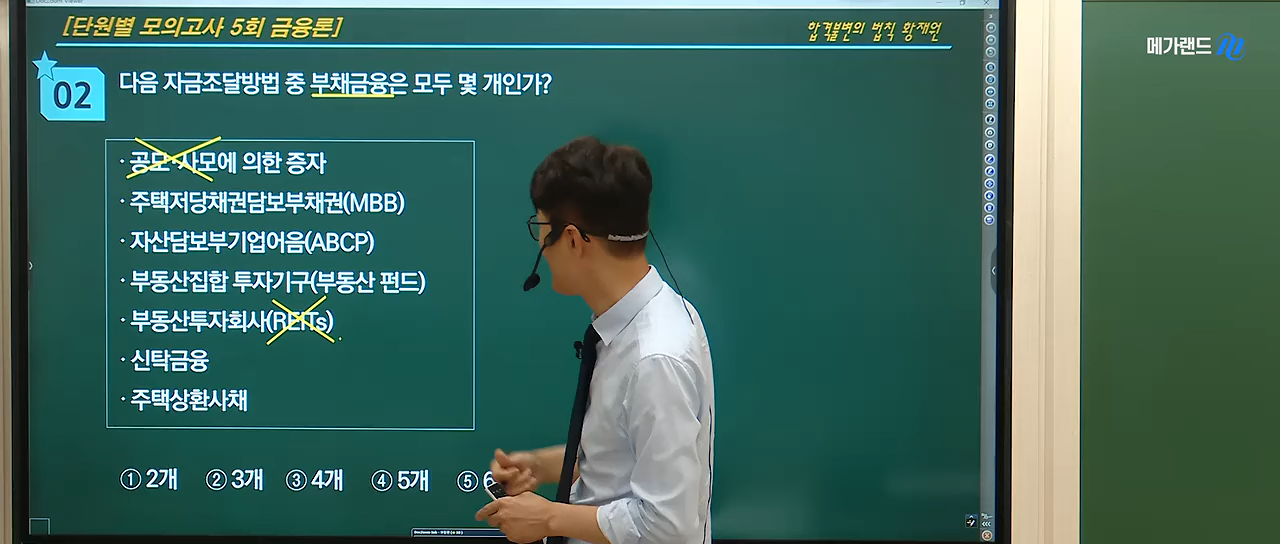 [단원별 모의고사 5회 금융론]
합격불변의 법칙 황재원
메가랜드
02
다음 자금조달방법 중 부채금융은 모두 몇 개인가?
· 공모·사모에 의한 증자
· 주택저당채권담보부채권(MBB)
· 자산담보부기업어음(ABCP)
· 부동산집합 투자기구(부동산 펀드)
· 부동산투자회사(REITs)
· 신탁금융
· 주택상환사채
① 2개 ② 3개 ③ 4개 ④ 5개 ⑤ 6